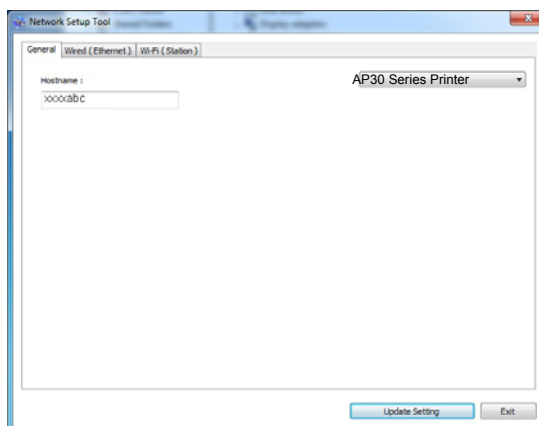 Network Setup Tool
General Wired ( Ethernet ) Wi-Fi ( Station )
Hostname :
AP30 Series Printer
xxxxabc
Update Setting Exit